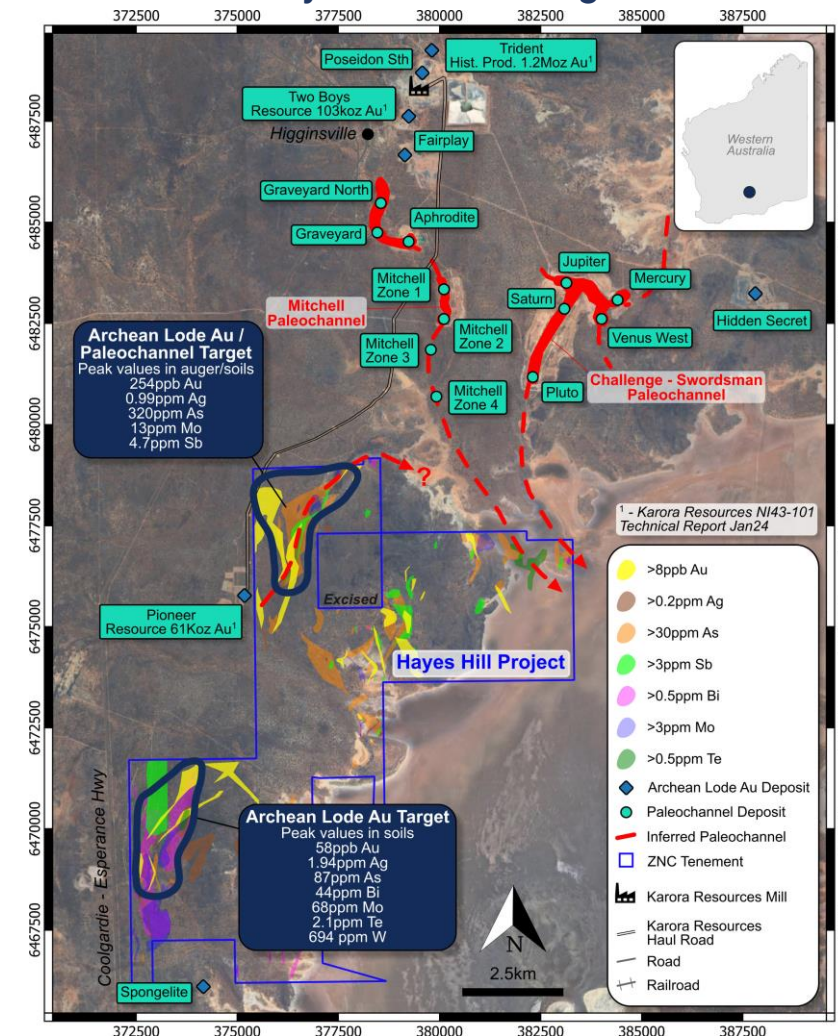 372500 375000 377500 380000 382500 385000 387500
6487500
6485000
6482500
6480000
6477500
6475000
6472500
6470000
6467500
Poseidon Sth
Trident
Hist. Prod. 1.2Moz Au¹
Two Boys
Resource 103koz Au¹
Higginsville
Fairplay
Graveyard North
Graveyard
Aphrodite
Mitchell
Zone 1
Mitchell
Paleochannel
Mitchell
Zone 2
Mitchell
Zone 3
Mitchell
Zone 4
Jupiter
Mercury
Saturn
Venus West
Hidden Secret
Pluto
Challenge - Swordsman
Paleochannel
Western
Australia
Archean Lode Au /
Paleochannel Target
Peak values in auger/soils
254ppb Au
0.99ppm Ag
320ppm As
13ppm Mo
4.7ppm Sb
?
¹ - Karora Resources NI43-101
Technical Report Jan24
Excised
Pioneer
Resource 61Koz Au¹
Hayes Hill Project
Coolgardie - Esperance Hwy
Archean Lode Au Target
Peak values in soils
58ppb Au
1.94ppm Ag
87ppm As
44ppm Bi
68ppm Mo
2.1ppm Te
694 ppm W
Spongelite
N
2.5km
>8ppb Au
>0.2ppm Ag
>30ppm As
>3ppm Sb
>0.5ppm Bi
>3ppm Mo
>0.5ppm Te
Archean Lode Au Deposit
Paleochannel Deposit
Inferred Paleochannel
ZNC Tenement
Karora Resources Mill
Karora Resources
Haul Road
Road
Railroad
372500 375000 377500 380000 382500 385000 387500